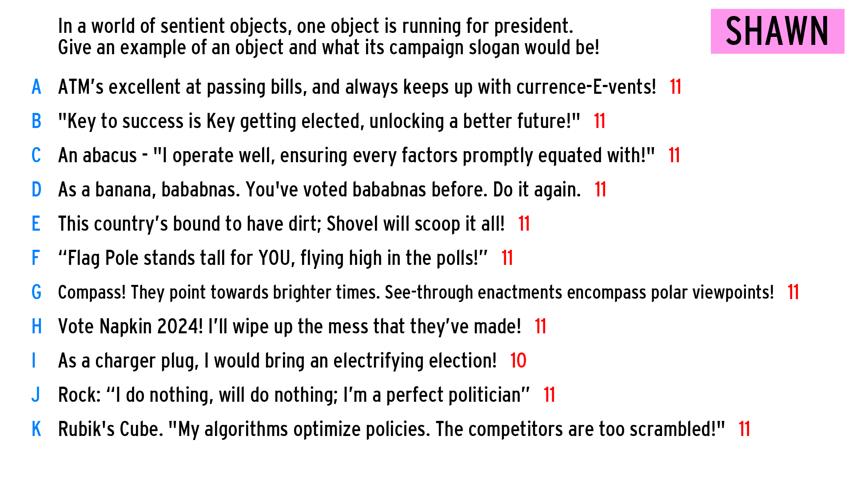 In a world of sentient objects, one object is running for president.
Give an example of an object and what its campaign slogan would be!
SHAWN
A ATM's excellent at passing bills, and always keeps up with currence-E-vents! 11
B "Key to success is Key getting elected, unlocking a better future!" 11
C An abacus - "I operate well, ensuring every factors promptly equated with!" 11
D As a banana, bababnas. You've voted bababnas before. Do it again. 11
E This country's bound to have dirt; Shovel will scoop it all! 11
F “Flag Pole stands tall for YOU, flying high in the polls!” 11
G Compass! They point towards brighter times. See-through enactments encompass polar viewpoints! 11
H Vote Napkin 2024! I'll wipe up the mess that they've made! 11
I As a charger plug, I would bring an electrifying election! 10
J Rock: “I do nothing, will do nothing; I'm a perfect politician” 11
K Rubik's Cube. "My algorithms optimize policies. The competitors are too scrambled!" 11